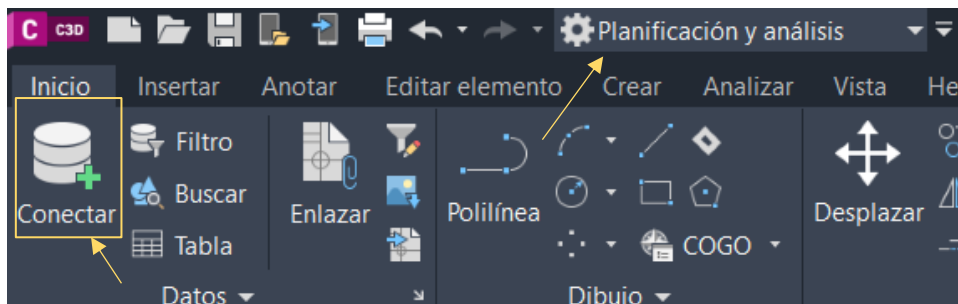 C C3D Planificación y análisis
Inicio Insertar Anotar Editar elemento Crear Analizar Vista He
Filtro
Buscar
Conectar Enlazar Polilínea Desplazar
Tabla COGO
Datos Dibujo